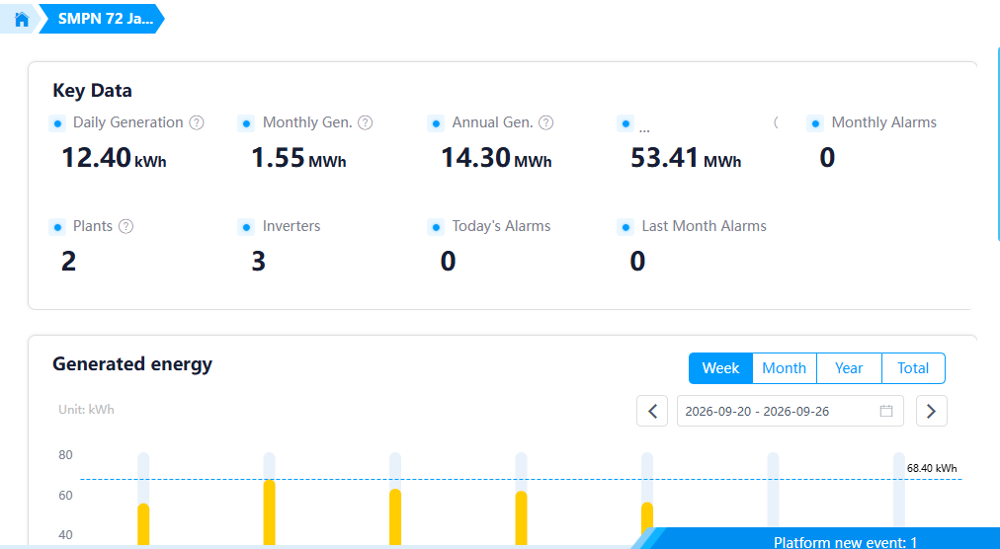 SMPN 72 Ja...
Key Data
Daily Generation ?
12.40 kWh
Monthly Gen. ?
1.55 MWh
Annual Gen. ?
14.30 MWh
...
53.41 MWh
Monthly Alarms
0
Plants ?
2
Inverters
3
Today's Alarms
0
Last Month Alarms
0
Generated energy
Week Month Year Total
Unit: kWh
2026-09-20 - 2026-09-26
80
68.40 kWh
60
40
Platform new event: 1